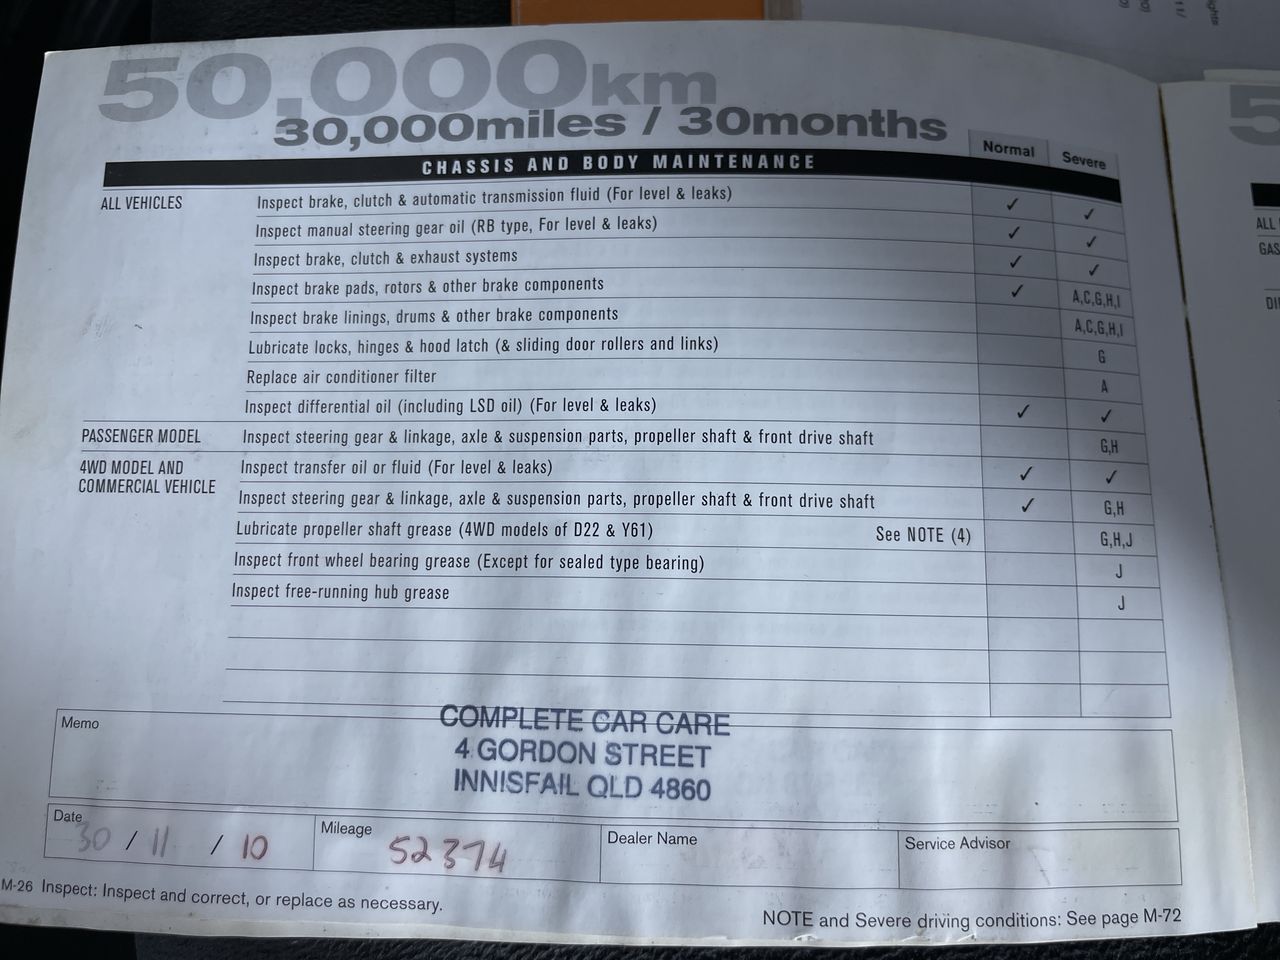 50,000km
30,000miles / 30months
CHASSIS AND BODY MAINTENANCE Normal Severe
ALL VEHICLES Inspect brake, clutch & automatic transmission fluid (For level & leaks) ✓ ✓
Inspect manual steering gear oil (RB type, For level & leaks) ✓ ✓
Inspect brake, clutch & exhaust systems ✓ ✓
Inspect brake pads, rotors & other brake components ✓ A,C,G,H,I
Inspect brake linings, drums & other brake components A,C,G,H,I
Lubricate locks, hinges & hood latch (& sliding door rollers and links) G
Replace air conditioner filter A
Inspect differential oil (including LSD oil) (For level & leaks) ✓ ✓
PASSENGER MODEL Inspect steering gear & linkage, axle & suspension parts, propeller shaft & front drive shaft G,H
4WD MODEL AND Inspect transfer oil or fluid (For level & leaks) ✓ ✓
COMMERCIAL VEHICLE Inspect steering gear & linkage, axle & suspension parts, propeller shaft & front drive shaft ✓ G,H
Lubricate propeller shaft grease (4WD models of D22 & Y61) See NOTE (4) G,H,J
Inspect front wheel bearing grease (Except for sealed type bearing) J
Inspect free-running hub grease J
Memo
COMPLETE CAR CARE
4 GORDON STREET
INNISFAIL QLD 4860
Date 30 / 11 / 10 Mileage 52374 Dealer Name Service Advisor
M-26 Inspect: Inspect and correct, or replace as necessary.
NOTE and Severe driving conditions: See page M-72
5
ALL